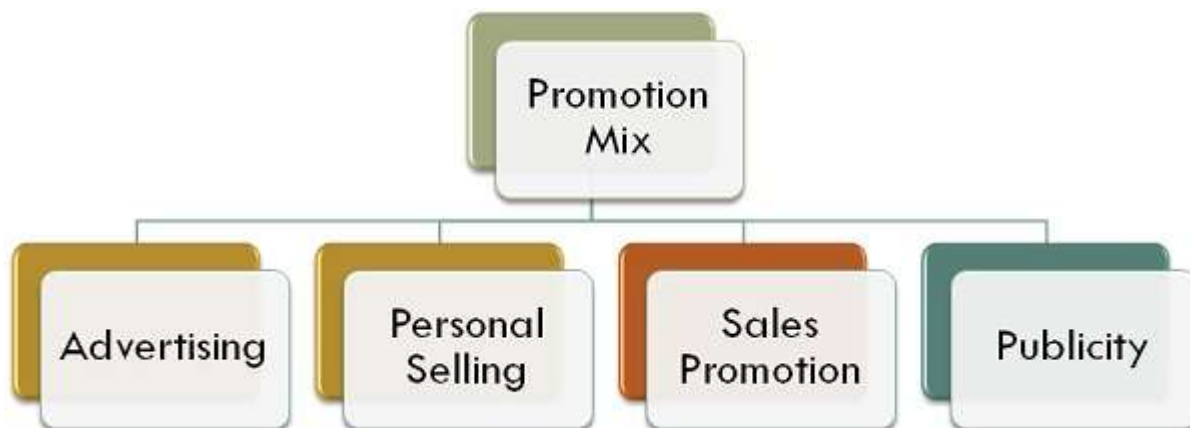 Promotion
Mix
Advertising
Personal
Selling
Sales
Promotion
Publicity